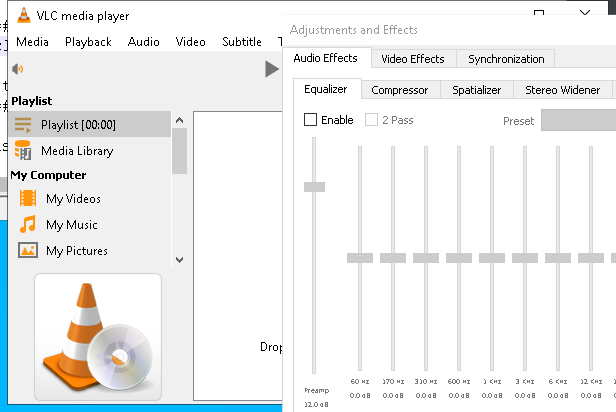 VLC media player
Media Playback Audio Video Subtitle T
Playlist
Playlist [00:00]
Media Library
My Computer
My Videos
My Music
My Pictures
Drop
Adjustments and Effects
Audio Effects Video Effects Synchronization
Equalizer Compressor Spatializer Stereo Widener
Enable 2 Pass Preset
60 Hz 170 Hz 310 Hz 600 Hz 1 KHz 3 KHz 6 KHz 12 KHz
Preamp 0.0 dB 0.0 dB 0.0 dB 0.0 dB 0.0 dB 0.0 dB 0.0 dB 0.0 dB
12.0 dB